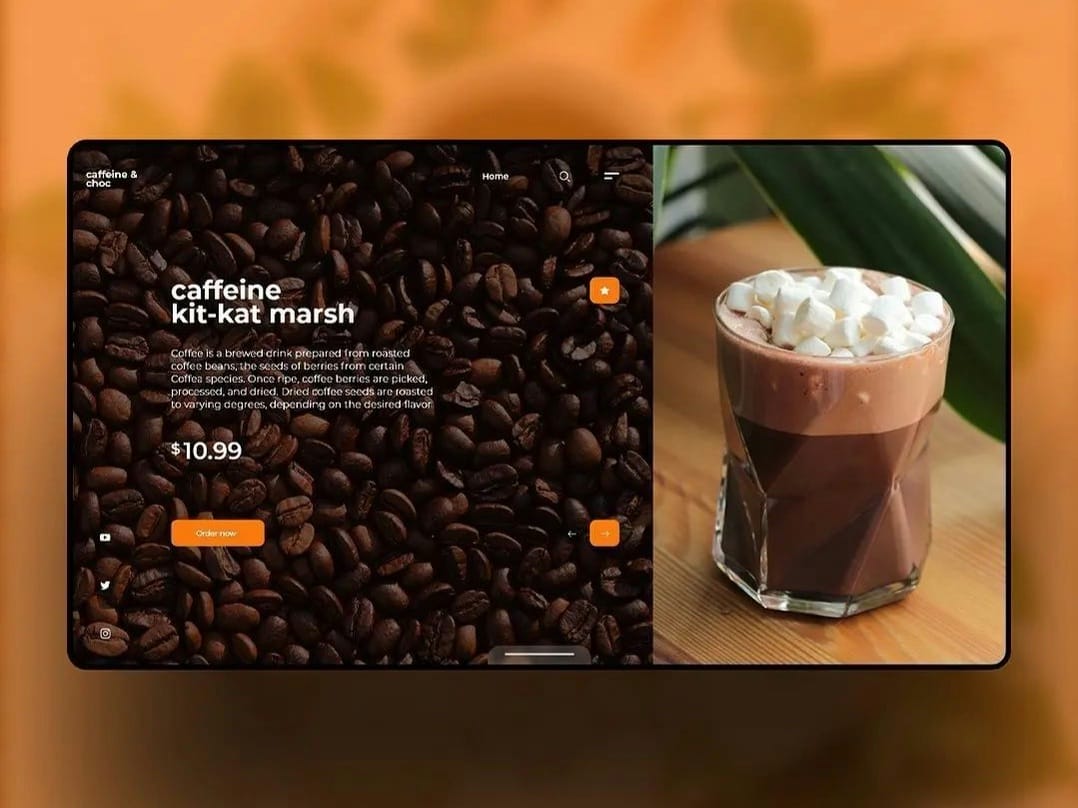 caffeine &
choc
Home
caffeine
kit-kat marsh
Coffee is a brewed drink prepared from roasted
coffee beans, the seeds of berries from certain
Coffea species. Once ripe, coffee berries are picked,
processed, and dried. Dried coffee seeds are roasted
to varying degrees, depending on the desired flavor
$10.99
Order now